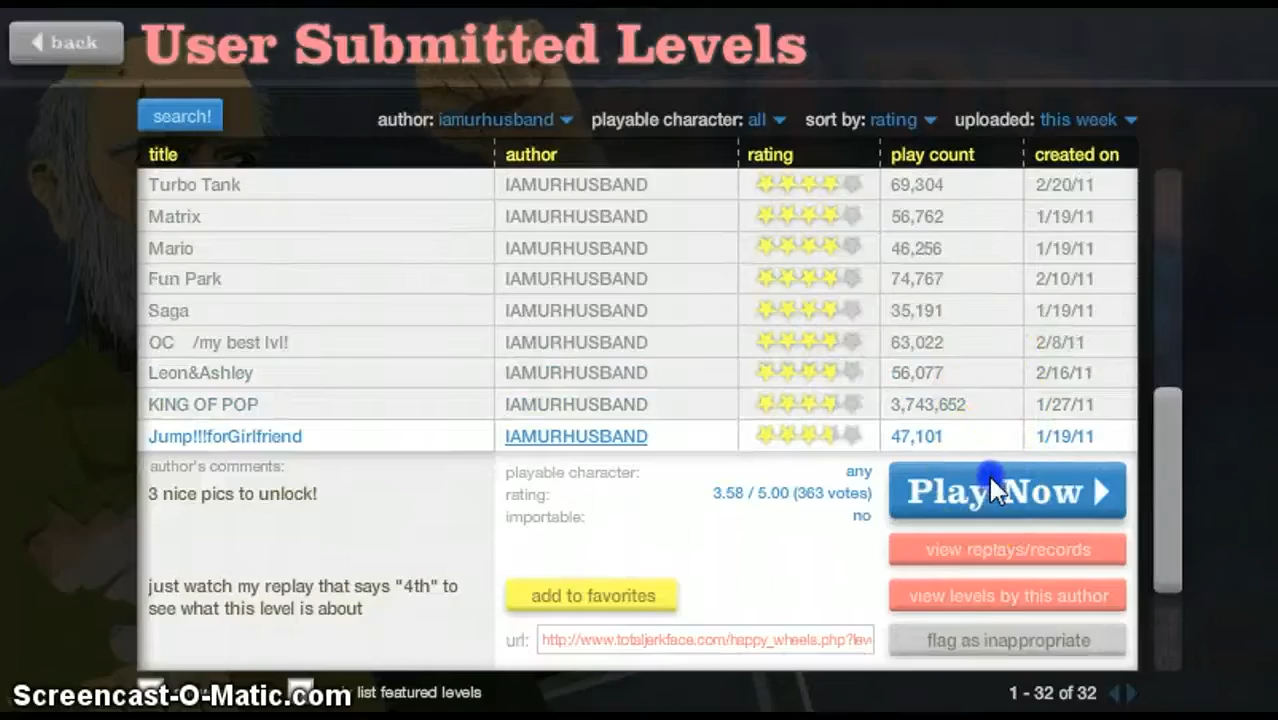 back
User Submitted Levels
search!
author: iamurhusband playable character: all sort by: rating uploaded: this week
title author rating play count created on
Turbo Tank IAMURHUSBAND 69,304 2/20/11
Matrix IAMURHUSBAND 56,762 1/19/11
Mario IAMURHUSBAND 46,256 1/19/11
Fun Park IAMURHUSBAND 74,767 2/10/11
Saga IAMURHUSBAND 35,191 1/19/11
OC /my best lvl! IAMURHUSBAND 63,022 2/8/11
Leon&Ashley IAMURHUSBAND 56,077 2/16/11
KING OF POP IAMURHUSBAND 3,743,652 1/27/11
Jump!!!forGirlfriend IAMURHUSBAND 47,101 1/19/11
author's comments:
3 nice pics to unlock!
just watch my replay that says "4th" to
see what this level is about
playable character: any
rating: 3.58 / 5.00 (363 votes)
importable: no
add to favorites
url: http://www.totaljerkface.com/happy_wheels.php?lev
Play Now
view replays/records
view levels by this author
flag as inappropriate
list featured levels
1 - 32 of 32
Screencast-O-Matic.com